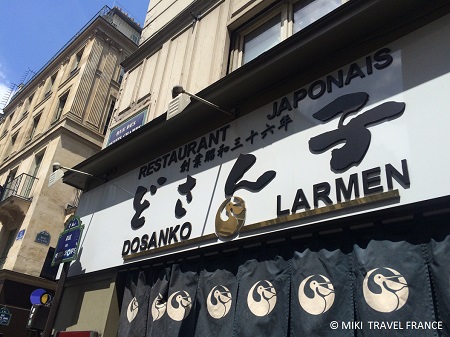 RESTAURANT JAPONAIS
創業昭和三十六年
どさん子
DOSANKO LARMEN
© MIKI TRAVEL FRANCE